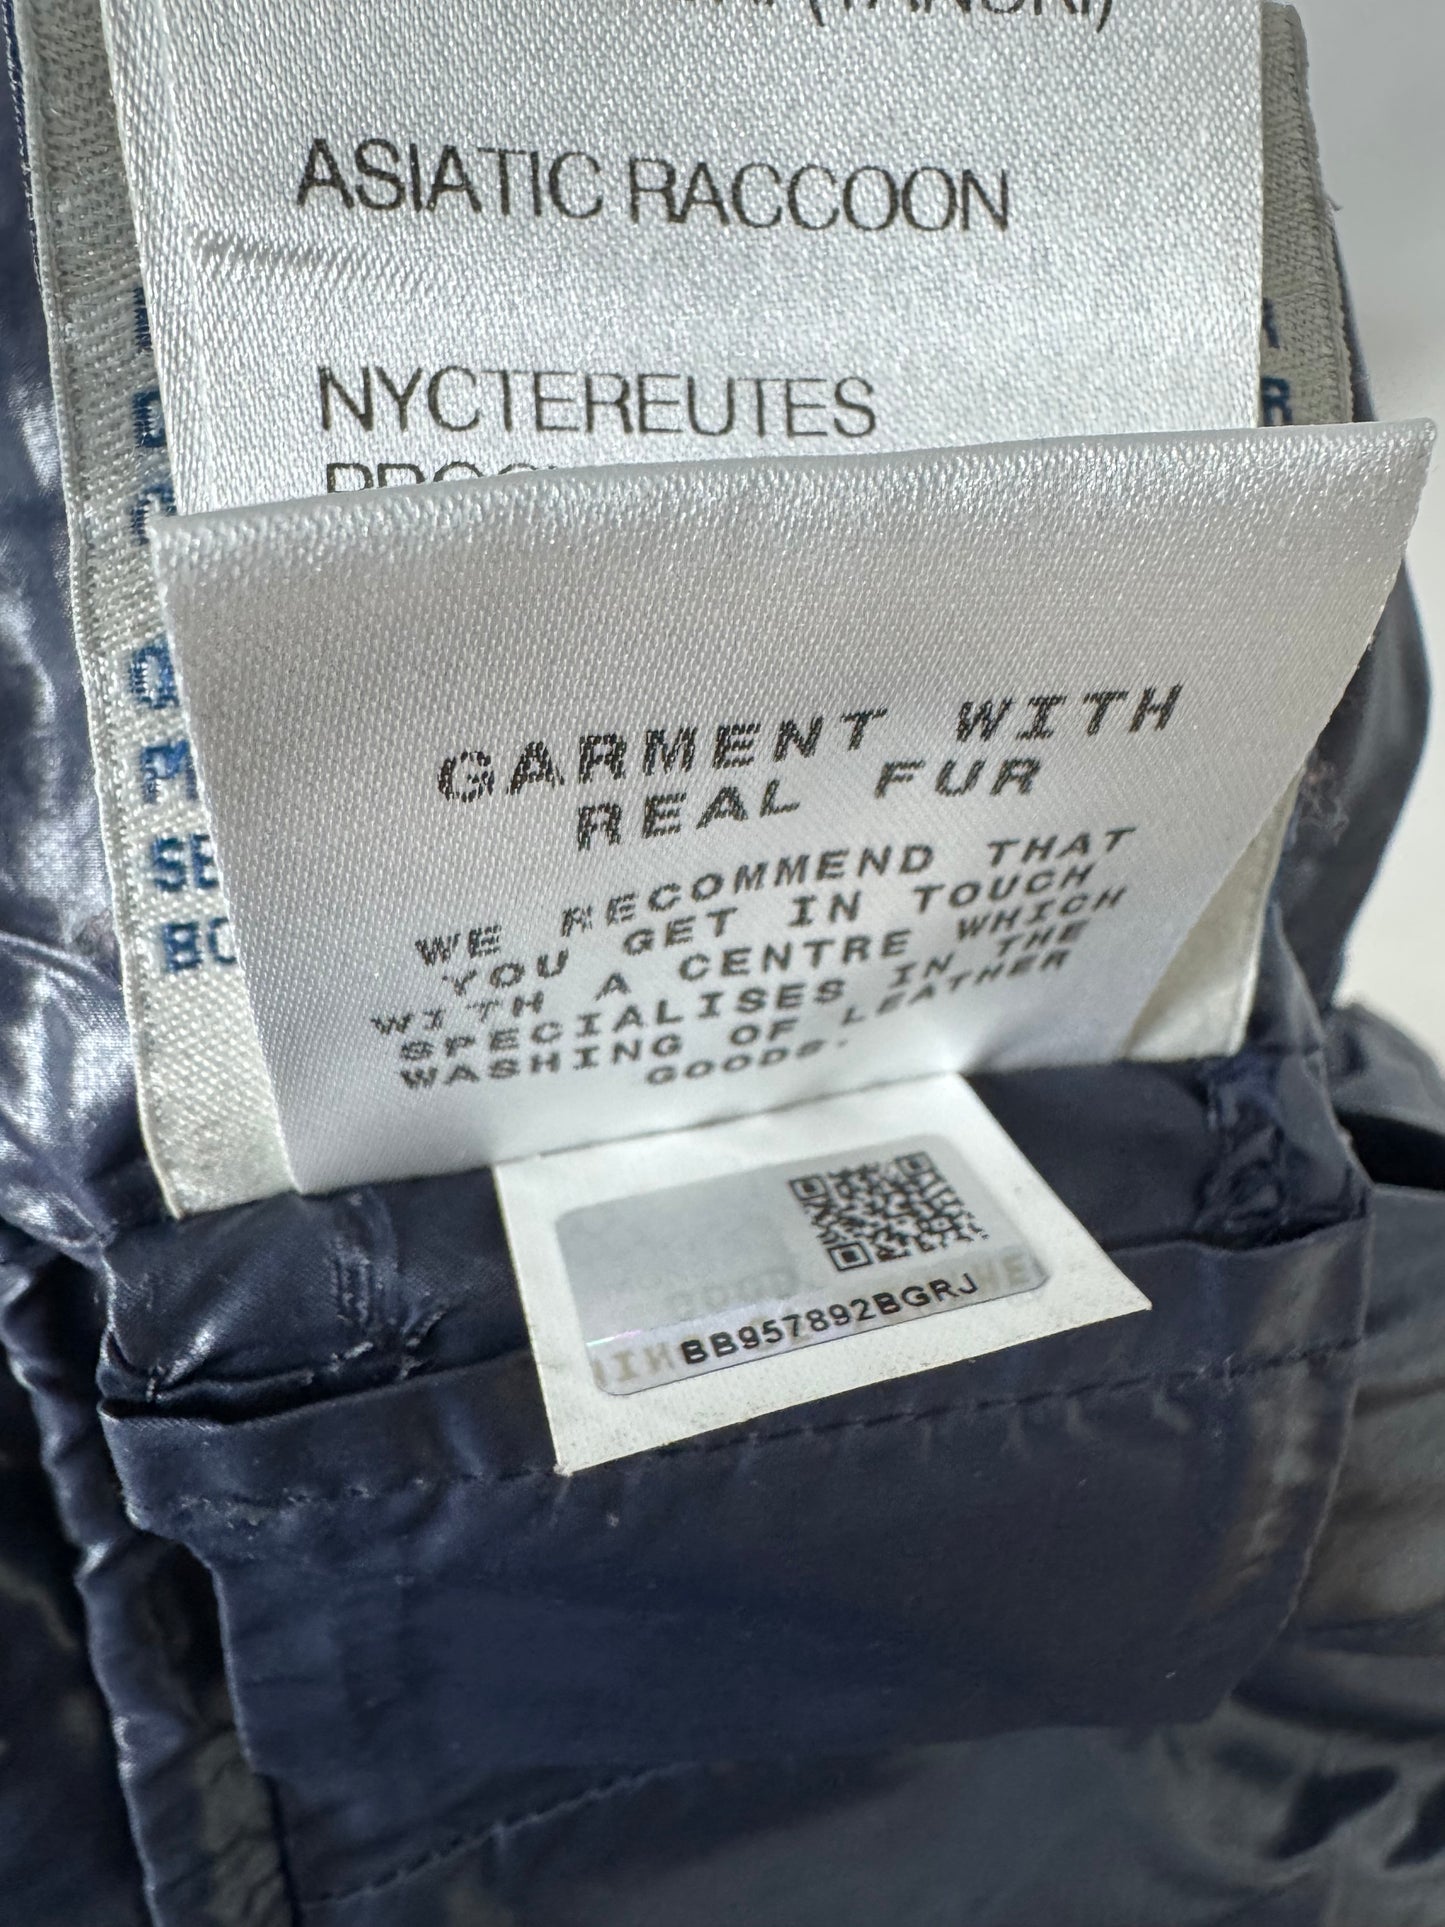 (TANUKI)
ASIATIC RACCOON
NYCTEREUTES
GARMENT WITH
REAL FUR
WE RECOMMEND THAT
YOU GET IN TOUCH
WITH A CENTRE WHICH
SPECIALISES IN THE
WASHING OF LEATHER
GOODS.
BB957892BGRJ